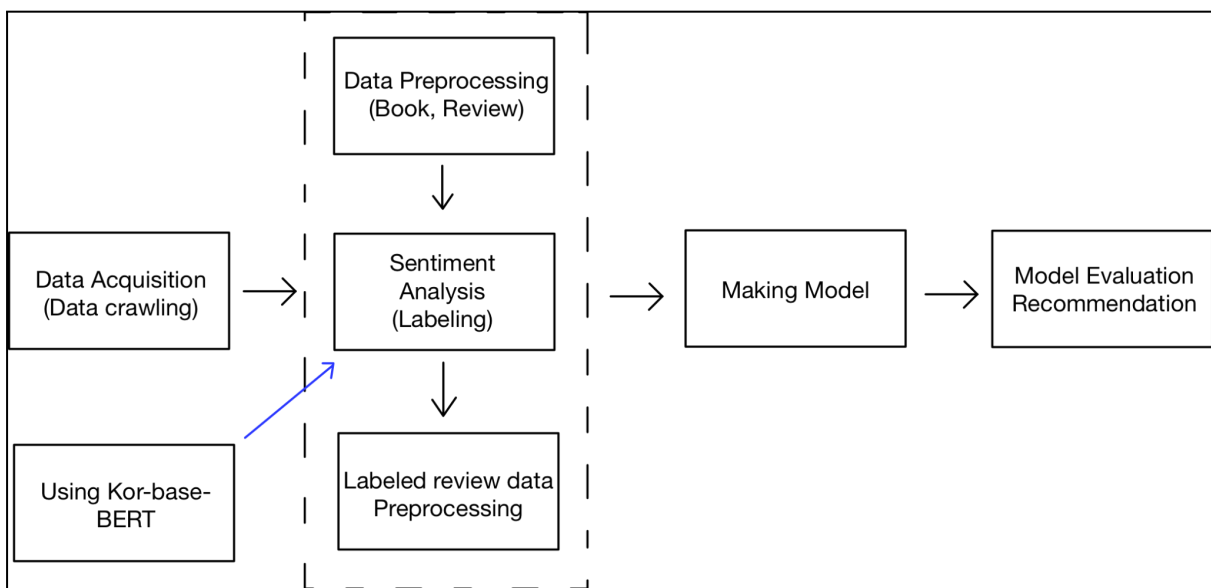 Data Preprocessing
(Book, Review)
Data Acquisition
(Data crawling)
Sentiment
Analysis
(Labeling)
Making Model
Model Evaluation
Recommendation
Using Kor-base-
BERT
Labeled review data
Preprocessing